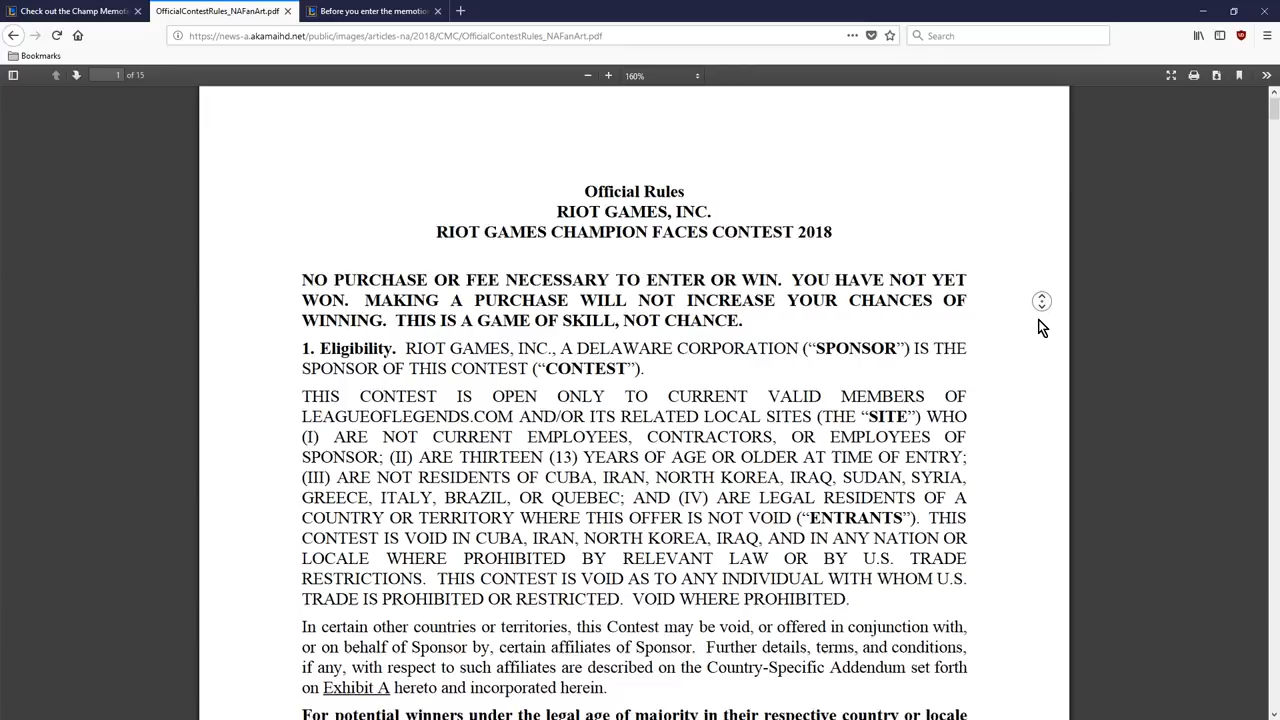 Check out the Champ Memoti
OfficialContestRules_NAFanArt.pdf
Before you enter the memotio
https://news-a.akamaihd.net/public/images/articles-na/2018/CMC/OfficialContestRules_NAFanArt.pdf
Search
Bookmarks
1 of 15
160%
Official Rules
RIOT GAMES, INC.
RIOT GAMES CHAMPION FACES CONTEST 2018
NO PURCHASE OR FEE NECESSARY TO ENTER OR WIN. YOU HAVE NOT YET
WON. MAKING A PURCHASE WILL NOT INCREASE YOUR CHANCES OF
WINNING. THIS IS A GAME OF SKILL, NOT CHANCE.
1. Eligibility. RIOT GAMES, INC., A DELAWARE CORPORATION (“SPONSOR”) IS THE
SPONSOR OF THIS CONTEST (“CONTEST”).
THIS CONTEST IS OPEN ONLY TO CURRENT VALID MEMBERS OF
LEAGUEOFLEGENDS.COM AND/OR ITS RELATED LOCAL SITES (THE “SITE”) WHO
(I) ARE NOT CURRENT EMPLOYEES, CONTRACTORS, OR EMPLOYEES OF
SPONSOR; (II) ARE THIRTEEN (13) YEARS OF AGE OR OLDER AT TIME OF ENTRY;
(III) ARE NOT RESIDENTS OF CUBA, IRAN, NORTH KOREA, IRAQ, SUDAN, SYRIA,
GREECE, ITALY, BRAZIL, OR QUEBEC; AND (IV) ARE LEGAL RESIDENTS OF A
COUNTRY OR TERRITORY WHERE THIS OFFER IS NOT VOID (“ENTRANTS”). THIS
CONTEST IS VOID IN CUBA, IRAN, NORTH KOREA, IRAQ, AND IN ANY NATION OR
LOCALE WHERE PROHIBITED BY RELEVANT LAW OR BY U.S. TRADE
RESTRICTIONS. THIS CONTEST IS VOID AS TO ANY INDIVIDUAL WITH WHOM U.S.
TRADE IS PROHIBITED OR RESTRICTED. VOID WHERE PROHIBITED.
In certain other countries or territories, this Contest may be void, or offered in conjunction with,
or on behalf of Sponsor by, certain affiliates of Sponsor. Further details, terms, and conditions,
if any, with respect to such affiliates are described on the Country-Specific Addendum set forth
on Exhibit A hereto and incorporated herein.
For potential winners under the legal age of majority in their respective country or locale